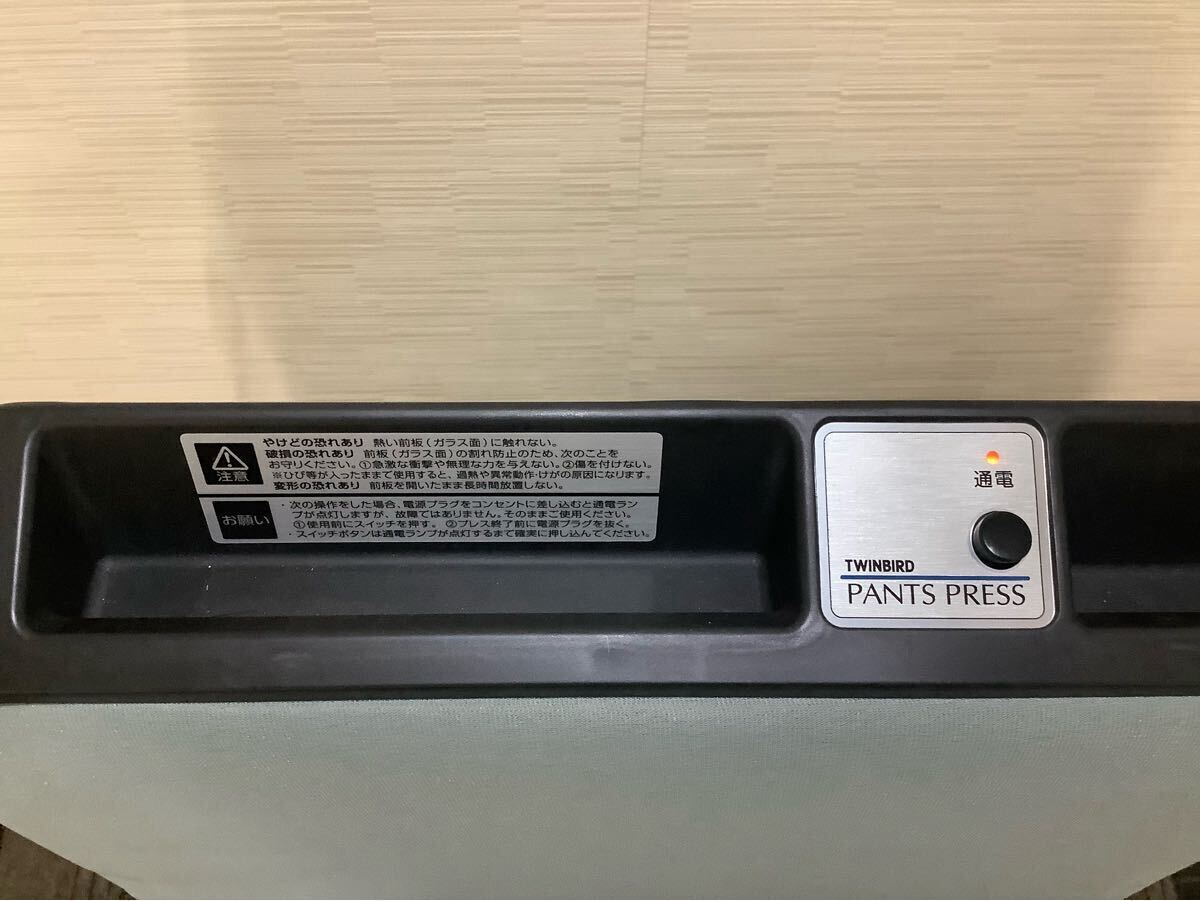 注意
やけどの恐れあり 熱い前板(ガラス面)に触れない。
破損の恐れあり 前板(ガラス面)の割れ防止のため、次のことを
お守りください。①急激な衝撃や無理な力を与えない。②傷を付けない。
※ひび等が入ったままで使用すると、過熱や異常動作・けがの原因になります。
変形の恐れあり 前板を開いたまま長時間放置しない。
お願い
・次の操作をした場合、電源プラグをコンセントに差し込むと通電ラン
プが点灯しますが、故障ではありません。そのままご使用ください。
①使用前にスイッチを押す。 ②プレス終了前に電源プラグを抜く。
・スイッチボタンは通電ランプが点灯するまで確実に押し込んでください。
通電
TWINBIRD
PANTS PRESS